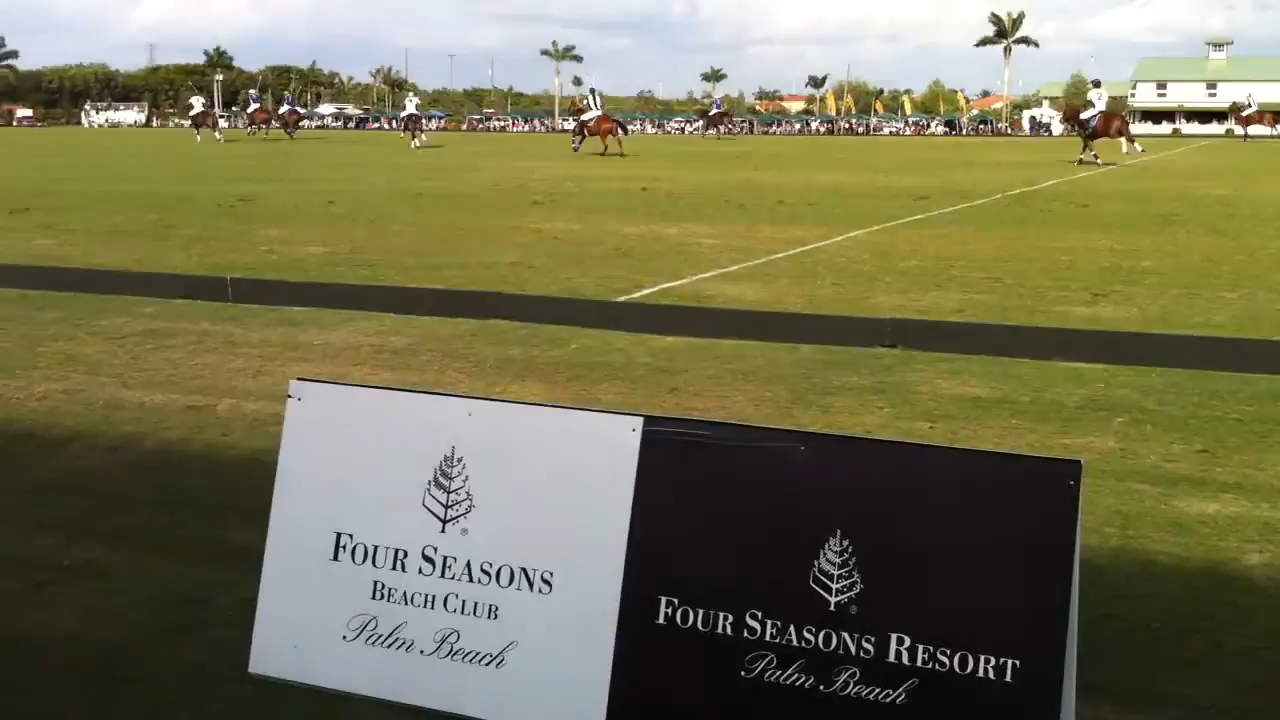 Four Seasons
Beach Club
Palm Beach
Four Seasons Resort
Palm Beach